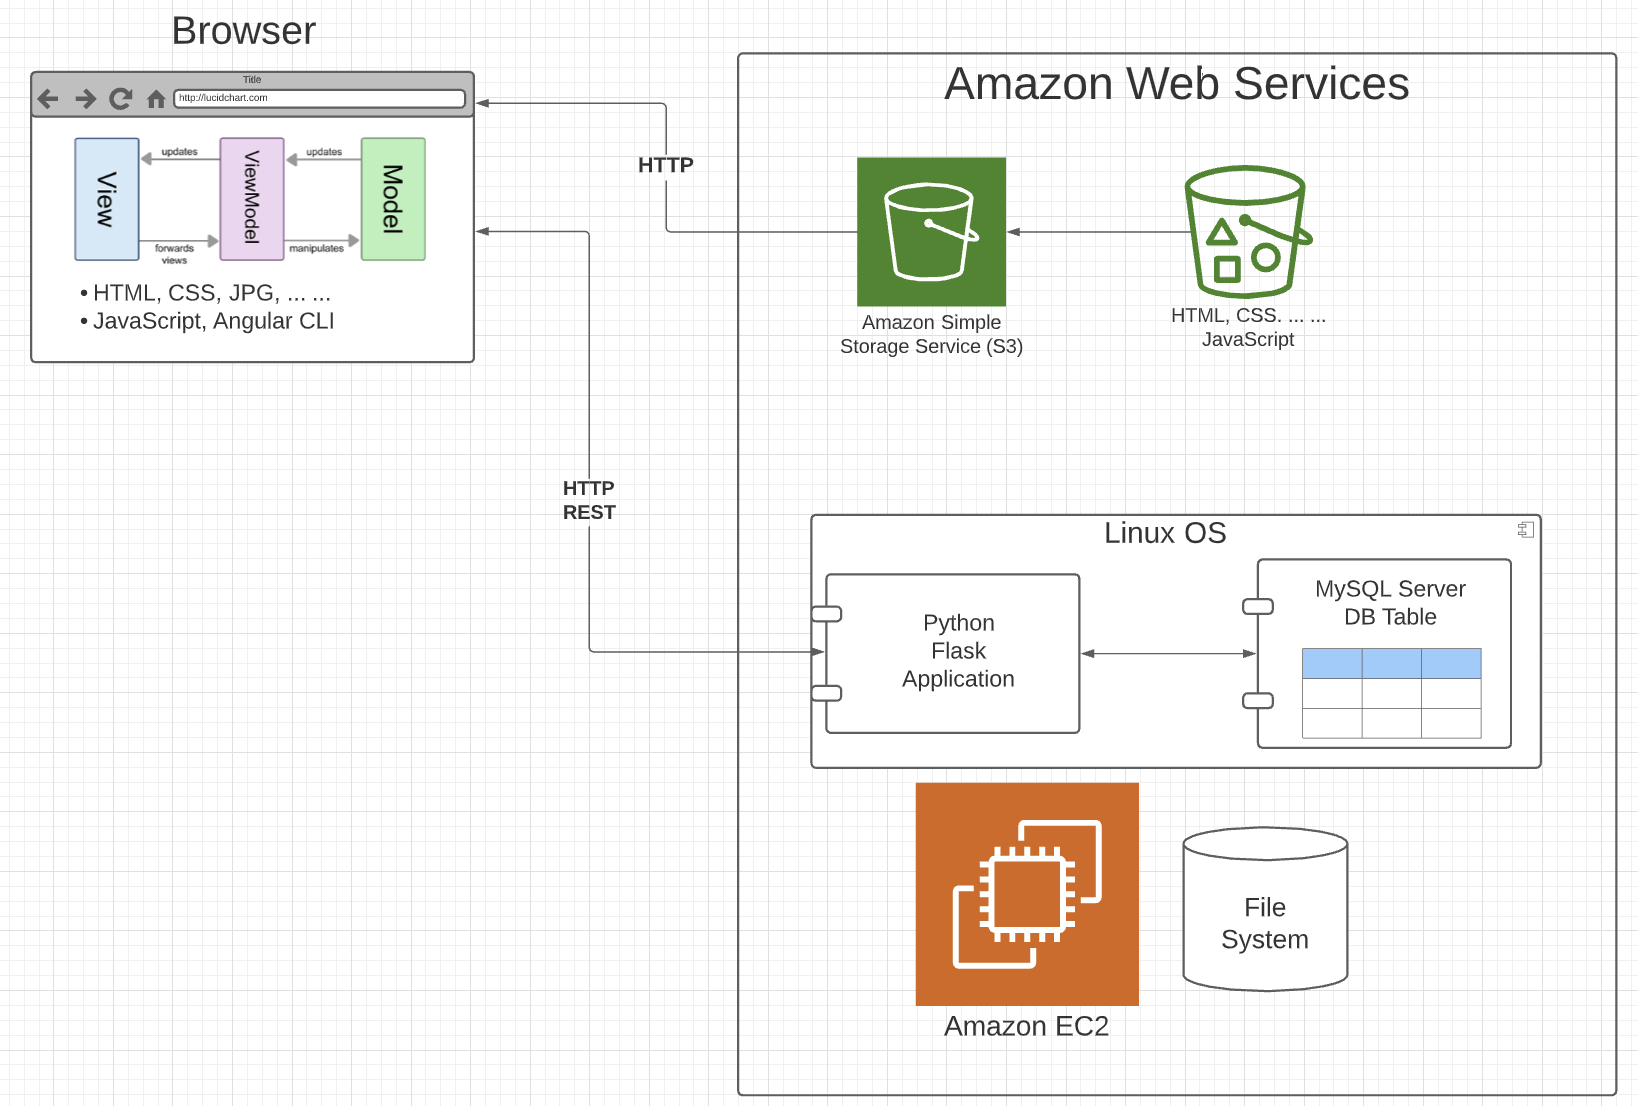 Browser
Title
http://lucidchart.com
View
updates
forwards
views
ViewModel
updates
manipulates
Model
• HTML, CSS, JPG, ... ...
• JavaScript, Angular CLI
HTTP
HTTP
REST
Amazon Web Services
Amazon Simple
Storage Service (S3)
HTML, CSS. ... ...
JavaScript
Linux OS
Python
Flask
Application
MySQL Server
DB Table
Amazon EC2
File
System